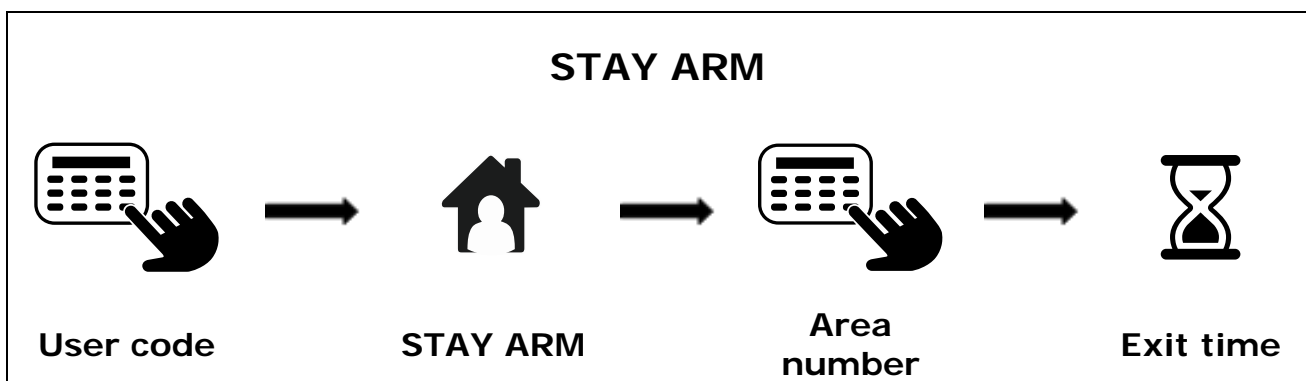 STAY ARM
User code
STAY ARM
Area
number
Exit time